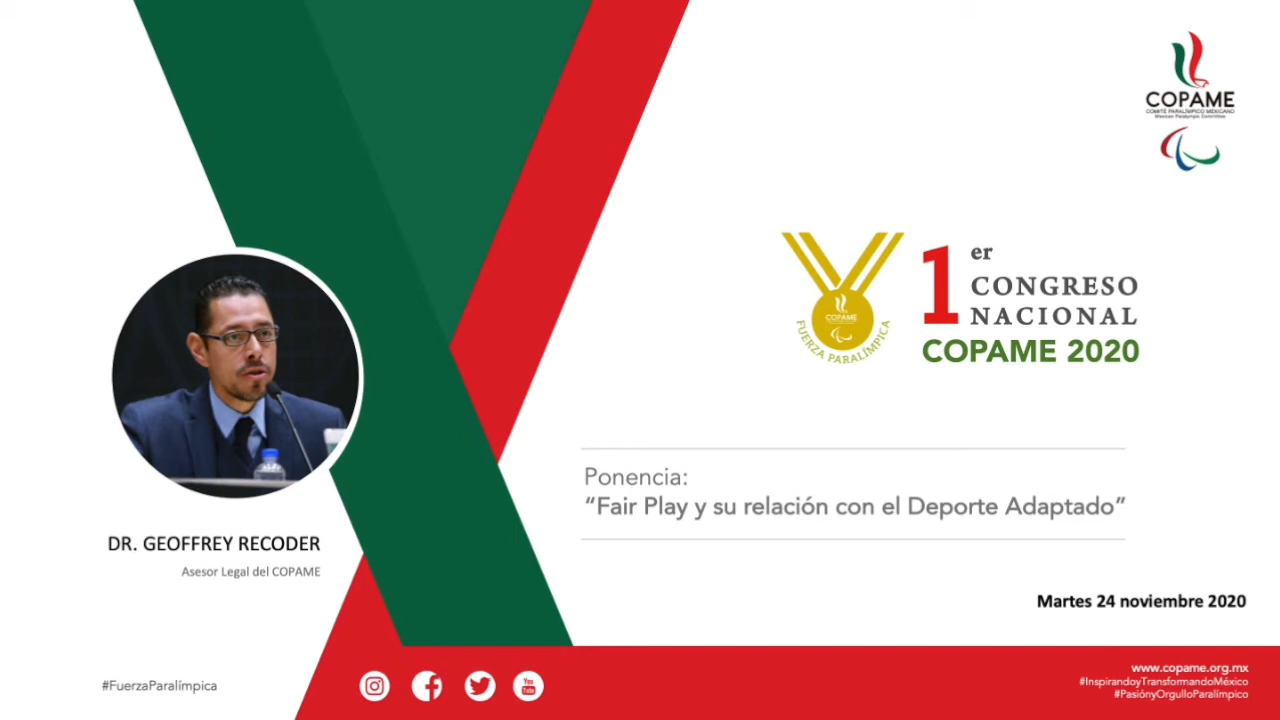 COPAME
COMITÉ PARALÍMPICO MEXICANO
Mexican Paralympic Committee
COPAME
FUERZA PARALÍMPICA
1er
CONGRESO
NACIONAL
COPAME 2020
Ponencia:
“Fair Play y su relación con el Deporte Adaptado”
DR. GEOFFREY RECODER
Asesor Legal del COPAME
Martes 24 noviembre 2020
#FuerzaParalímpica
You
Tube
www.copame.org.mx
#InspirandoyTransformandoMéxico
#PasiónyOrgulloParalímpico